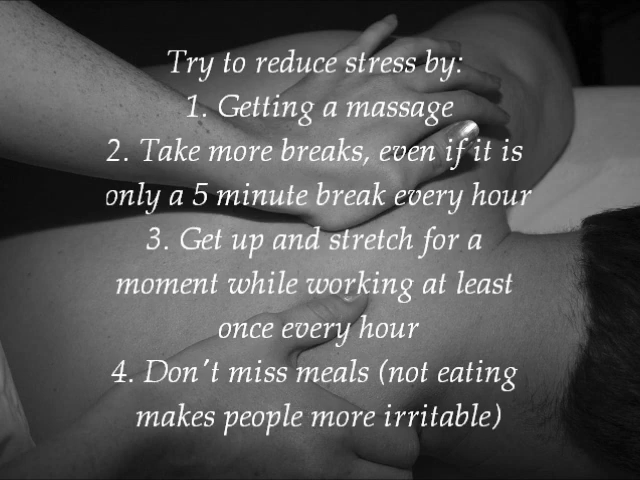 Try to reduce stress by:
1. Getting a massage
2. Take more breaks, even if it is
only a 5 minute break every hour
3. Get up and stretch for a
moment while working at least
once every hour
4. Don't miss meals (not eating
makes people more irritable)